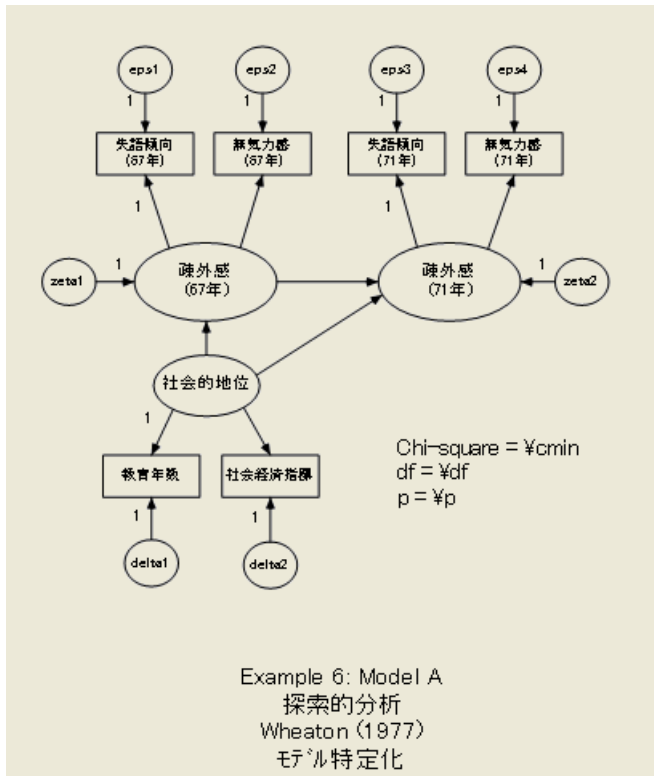 eps1
eps2
eps3
eps4
1
1
1
1
失語傾向
(67年)
無気力感
(67年)
失語傾向
(71年)
無気力感
(71年)
1
1
zeta1
1
疎外感
(67年)
疎外感
(71年)
1
zeta2
社会的地位
1
教育年数
社会経済指標
Chi-square = ¥cmin
df = ¥df
p = ¥p
1
1
delta1
delta2
Example 6: Model A
探索的分析
Wheaton (1977)
モデル特定化